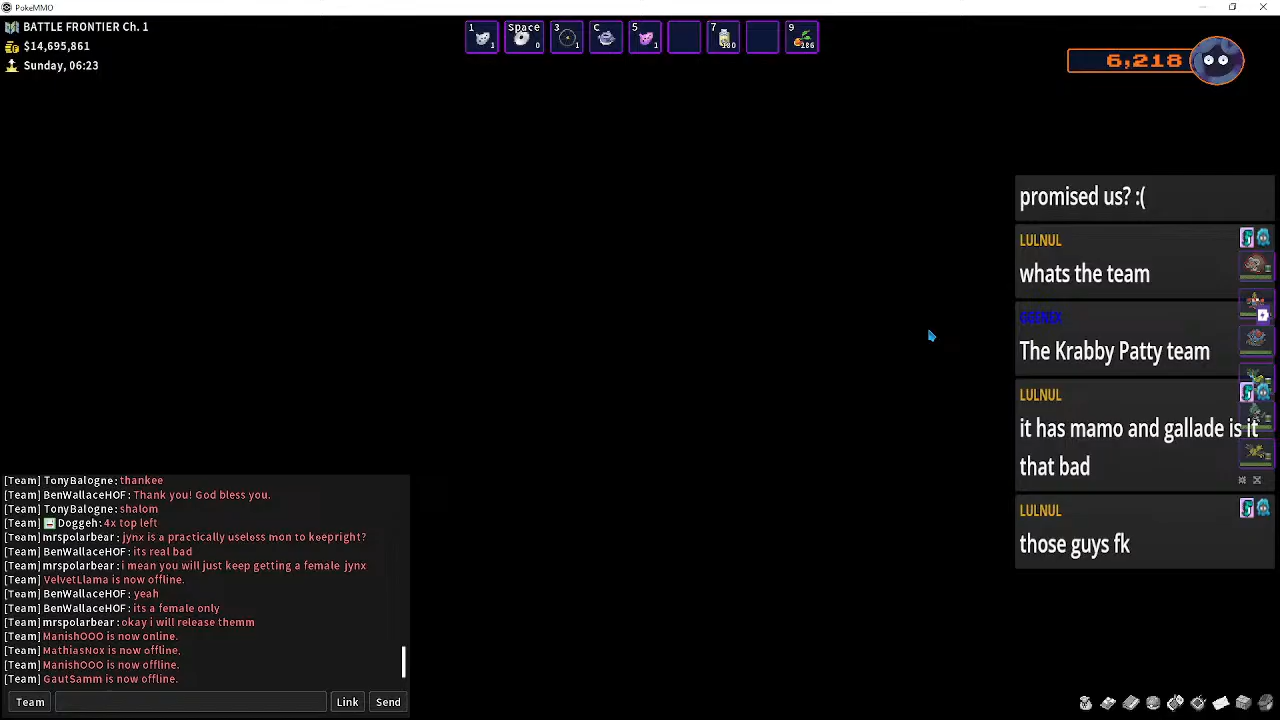 PokeMMO
BATTLE FRONTIER Ch. 1
$14,695,861
Sunday, 06:23
1
1
Space
0
3
1
C
5
1
7
180
9
286
6,218
promised us? :(
LULNUL
whats the team
The Krabby Patty team
LULNUL
it has mamo and gallade is it
that bad
LULNUL
those guys fk
[Team] TonyBalogne: thankee
[Team] BenWallaceHOF: Thank you! God bless you.
[Team] TonyBalogne: shalom
[Team] Doggeh: 4x top left
[Team] mrspolarbear: jynx is a practically useless mon to keepright?
[Team] BenWallaceHOF: its real bad
[Team] mrspolarbear: i mean you will just keep getting a female jynx
[Team] VelvetLlama is now offline.
[Team] BenWallaceHOF: yeah
[Team] BenWallaceHOF: its a female only
[Team] mrspolarbear: okay i will release themm
[Team] ManishOOO is now online.
[Team] MathiasNox is now offline.
[Team] ManishOOO is now offline.
[Team] GautSamm is now offline.
Team
Link
Send